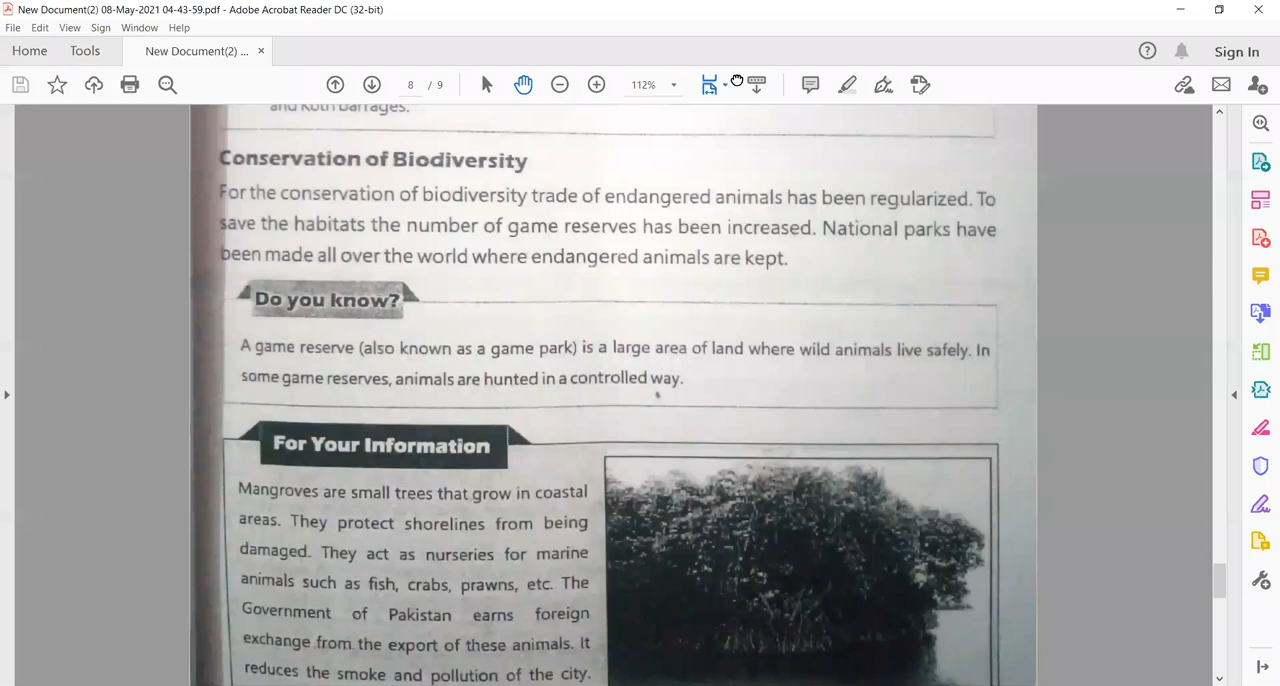 New Document(2) 08-May-2021 04-43-59.pdf - Adobe Acrobat Reader DC (32-bit)
File Edit View Sign Window Help
Home Tools New Document(2) ... × Sign In
8 / 9 112%
and Kotri barrages.
Conservation of Biodiversity
For the conservation of biodiversity trade of endangered animals has been regularized. To
save the habitats the number of game reserves has been increased. National parks have
been made all over the world where endangered animals are kept.
Do you know?
A game reserve (also known as a game park) is a large area of land where wild animals live safely. In
some game reserves, animals are hunted in a controlled way.
For Your Information
Mangroves are small trees that grow in coastal
areas. They protect shorelines from being
damaged. They act as nurseries for marine
animals such as fish, crabs, prawns, etc. The
Government of Pakistan earns foreign
exchange from the export of these animals. It
reduces the smoke and pollution of the city.